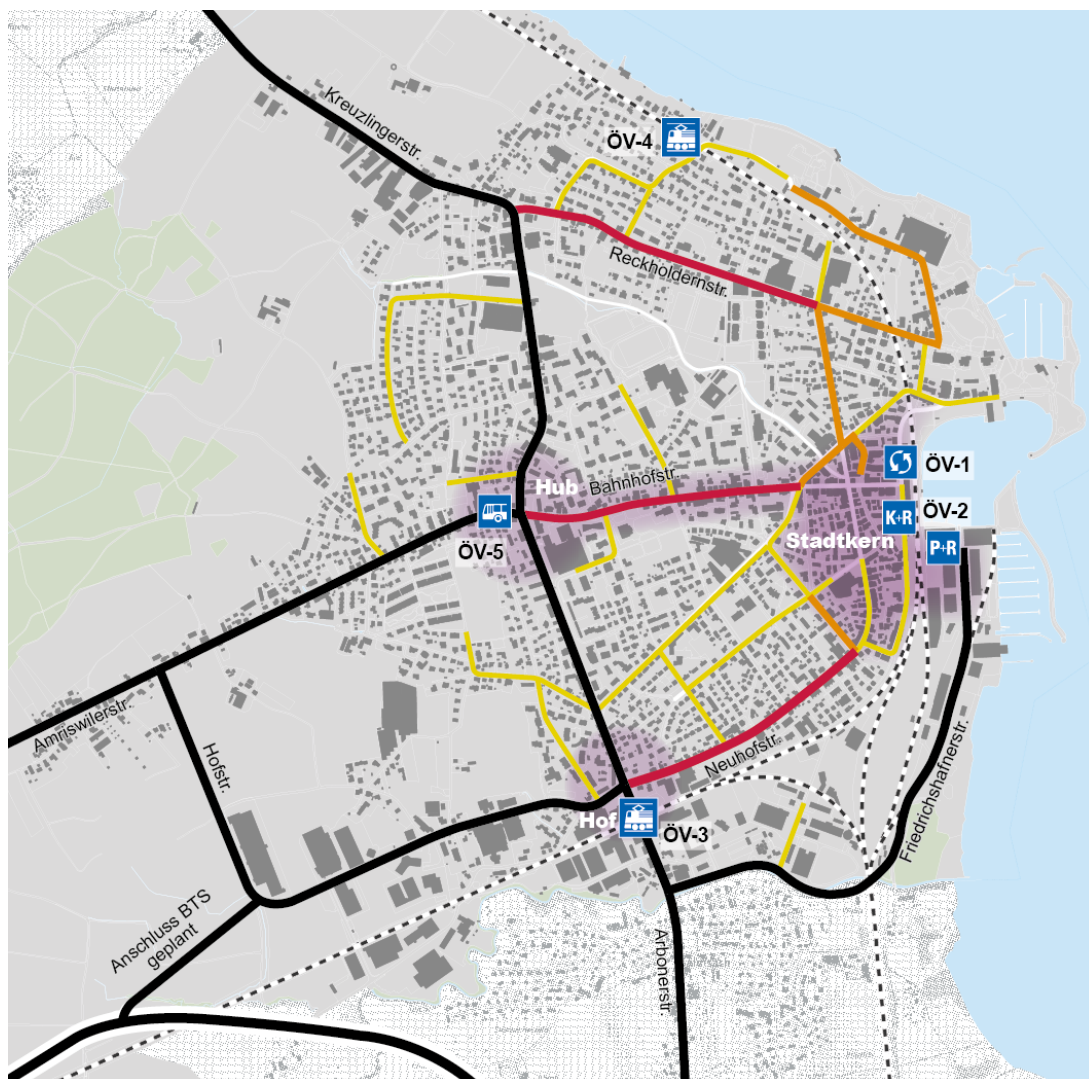 Kreuzlingerstr.
ÖV-4
Reckholdernstr.
ÖV-1
Hub
Bahnhofstr.
K+R
ÖV-2
Stadtkern
P+R
ÖV-5
Amriswilerstr.
Hofstr.
Neuhofstr.
Friedrichshafnerstr.
Hof
ÖV-3
Anschluss BTS
geplant
Arbonerstr.